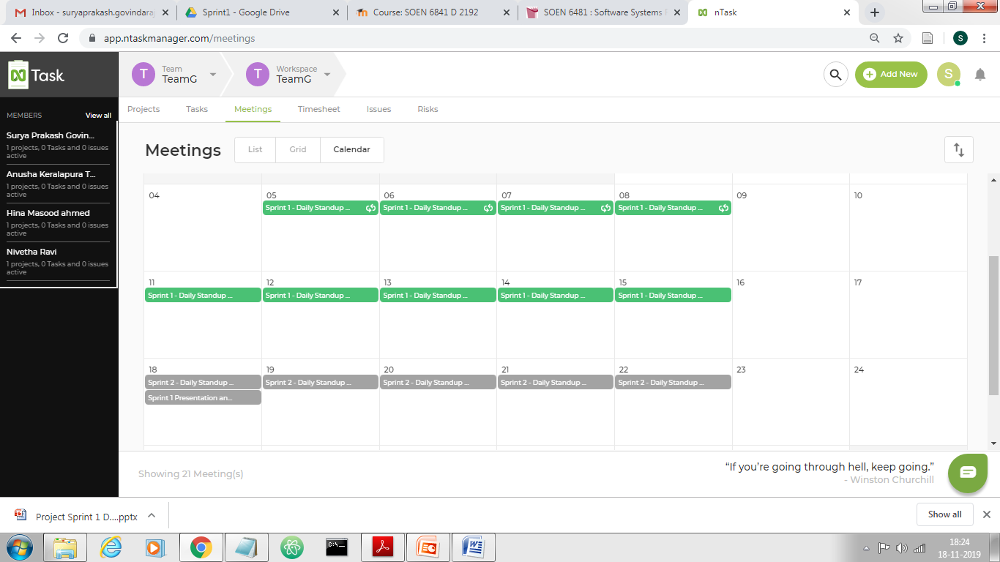 Inbox - suryaprakash.govindaraj
Sprint1 - Google Drive
Course: SOEN 6841 D 2192
SOEN 6481 : Software Systems R
nTask
app.ntaskmanager.com/meetings
S
Task
T
Team
TeamG
T
Workspace
TeamG
Add New
S
MEMBERS
View all
Surya Prakash Govin...
1 projects, 0 Tasks and 0 issues
active
Anusha Keralapura T...
1 projects, 0 Tasks and 0 issues
active
Hina Masood ahmed
1 projects, 0 Tasks and 0 issues
active
Nivetha Ravi
1 projects, 0 Tasks and 0 issues
active
Projects
Tasks
Meetings
Timesheet
Issues
Risks
Meetings
List
Grid
Calendar
04
05
06
07
08
09
10
Sprint 1 - Daily Standup ...
Sprint 1 - Daily Standup ...
Sprint 1 - Daily Standup ...
Sprint 1 - Daily Standup ...
11
12
13
14
15
16
17
Sprint 1 - Daily Standup ...
Sprint 1 - Daily Standup ...
Sprint 1 - Daily Standup ...
Sprint 1 - Daily Standup ...
Sprint 1 - Daily Standup ...
18
19
20
21
22
23
24
Sprint 2 - Daily Standup ...
Sprint 2 - Daily Standup ...
Sprint 2 - Daily Standup ...
Sprint 2 - Daily Standup ...
Sprint 2 - Daily Standup ...
Sprint 1 Presentation an...
Showing 21 Meeting(s)
“If you're going through hell, keep going.”
- Winston Churchill
Project Sprint 1 D....pptx
Show all
18:24
18-11-2019